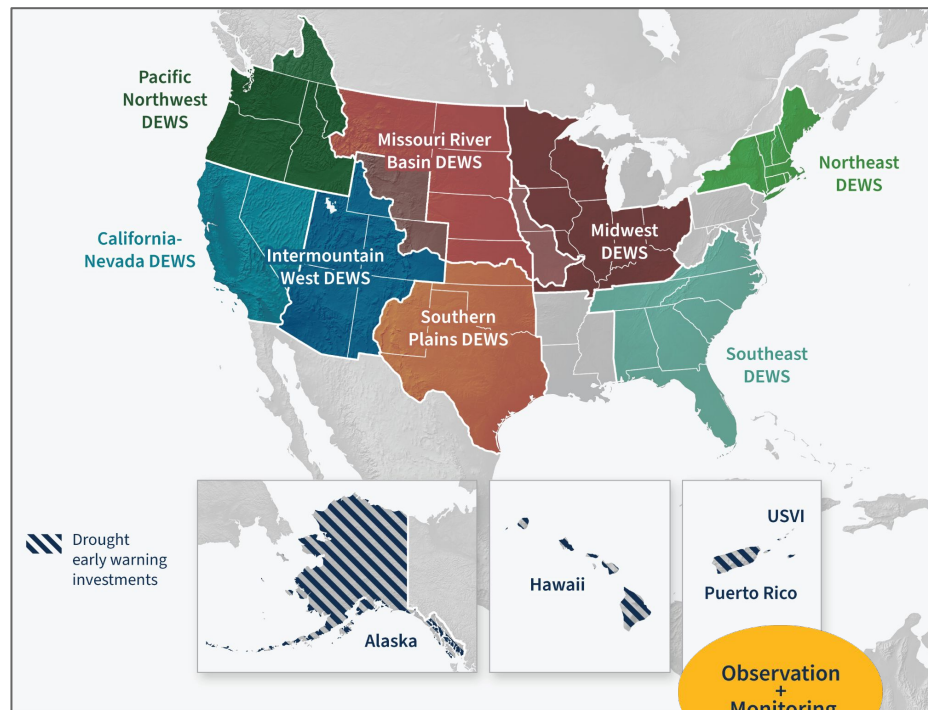 Pacific
Northwest
DEWS
Missouri River
Basin DEWS
Northeast
DEWS
California-
Nevada DEWS
Intermountain
West DEWS
Midwest
DEWS
Southern
Plains DEWS
Southeast
DEWS
Drought
early warning
investments
Alaska
Hawaii
USVI
Puerto Rico
Observation
+
Monitoring